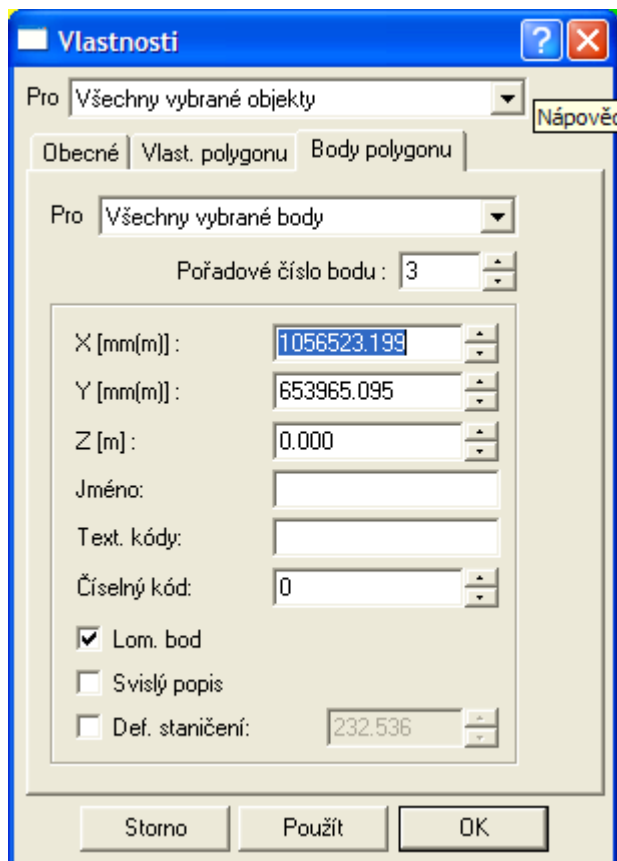 Vlastnosti
Pro Všechny vybrané objekty
Obecné Vlast. polygonu Body polygonu
Pro Všechny vybrané body
Pořadové číslo bodu : 3
X [mm(m)] : 1056523.199
Y [mm(m)] : 653965.095
Z [m] : 0.000
Jméno:
Text. kódy:
Číselný kód: 0
Lom. bod
Svislý popis
Def. staničení: 232.536
Storno Použít OK